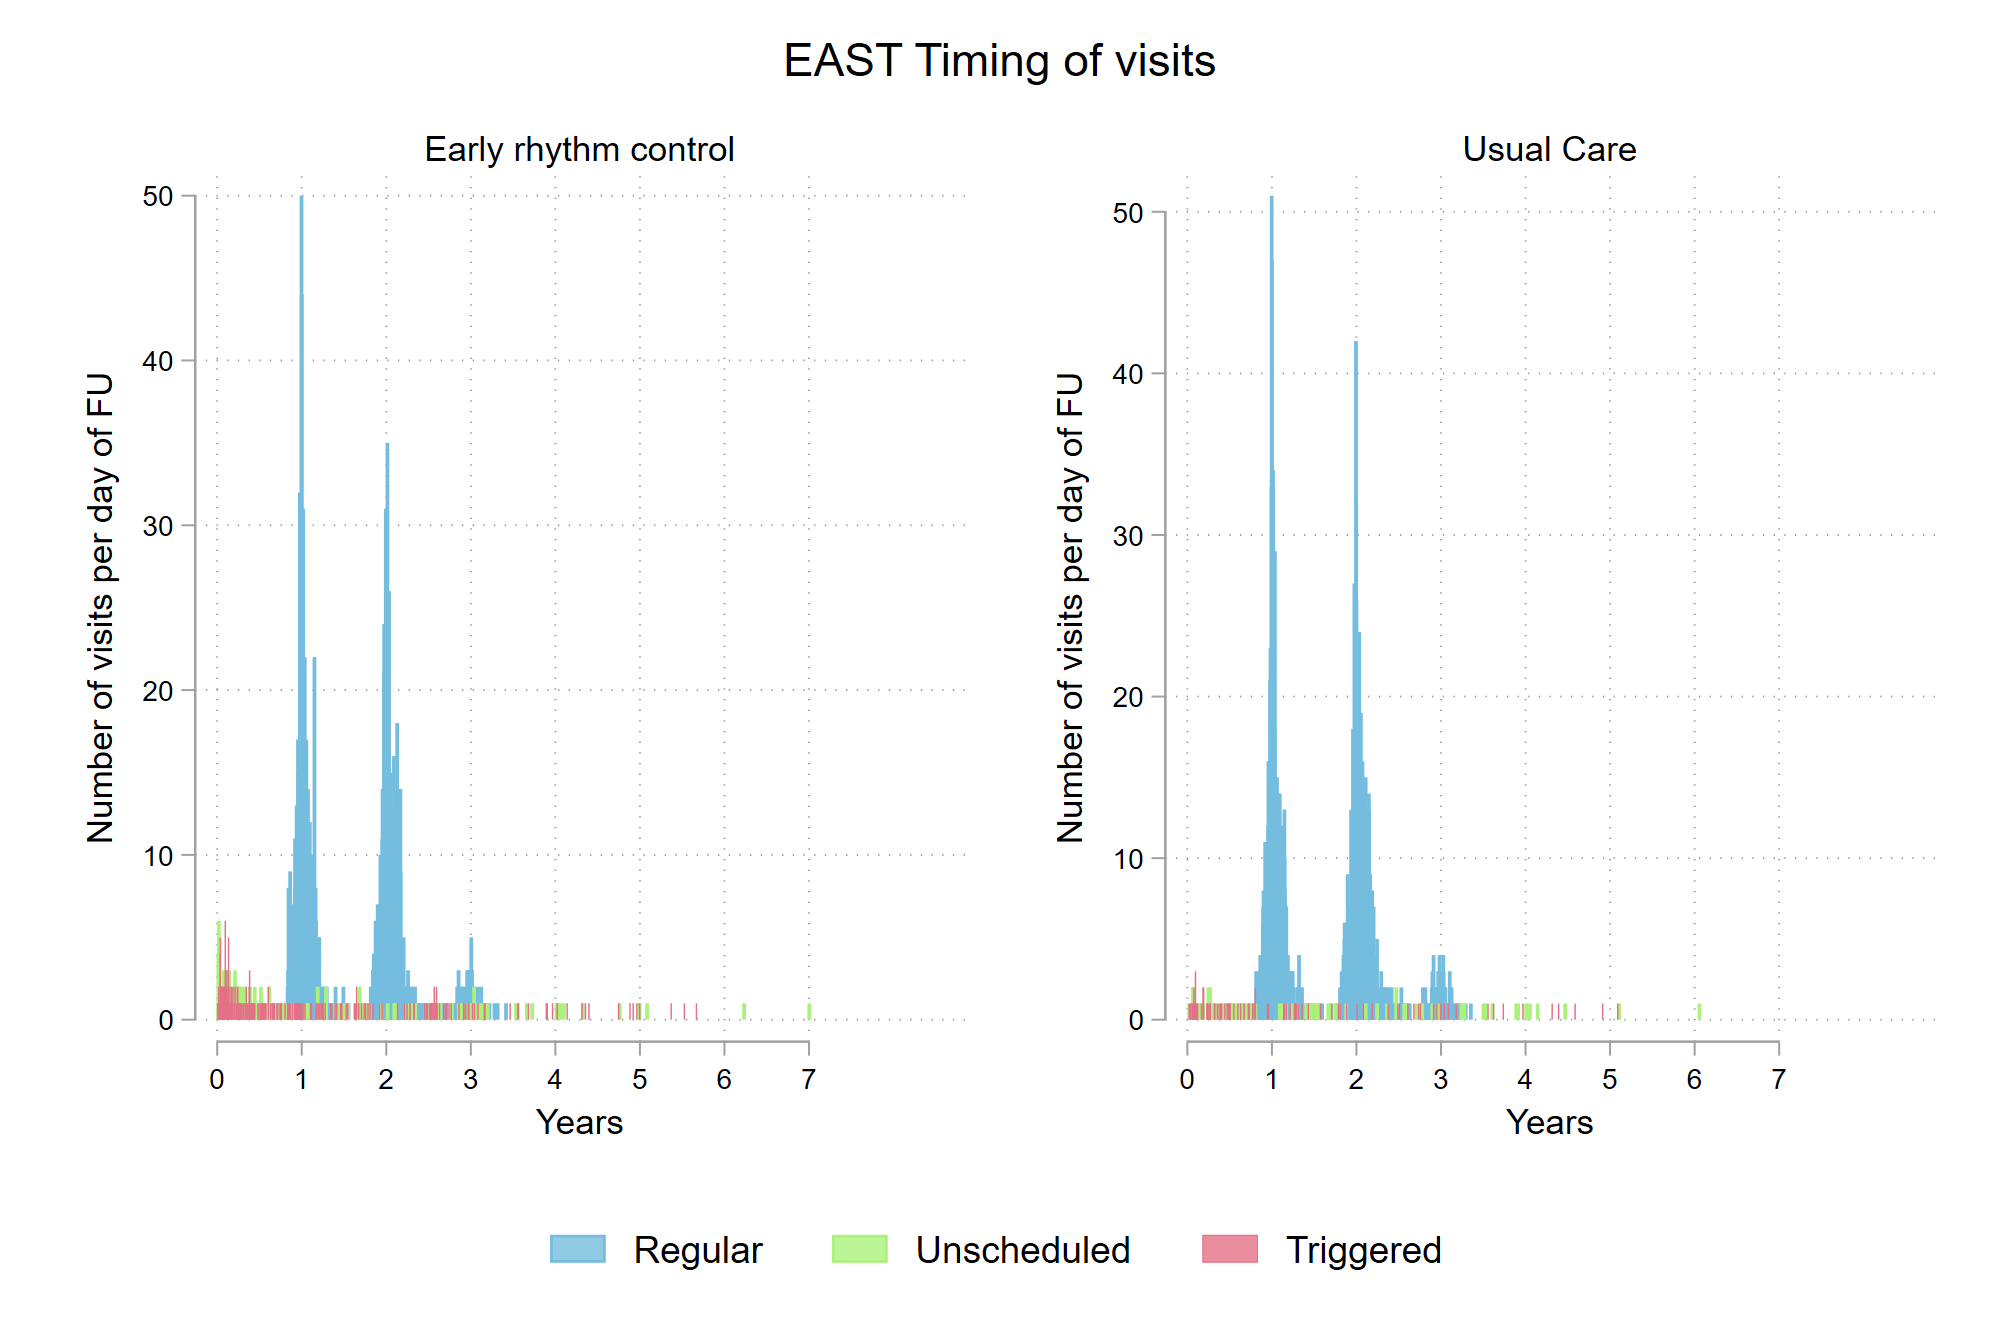 EAST Timing of visits
Early rhythm control
Number of visits per day of FU
50
40
30
20
10
0
0 1 2 3 4 5 6 7
Years
Usual Care
Number of visits per day of FU
50
40
30
20
10
0
0 1 2 3 4 5 6 7
Years
Regular Unscheduled Triggered